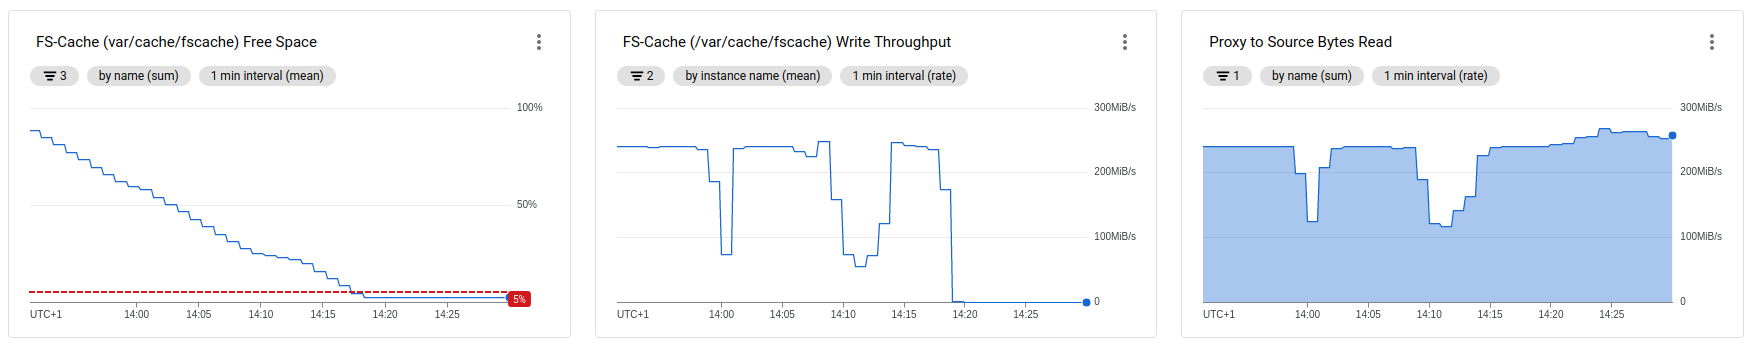 FS-Cache (var/cache/fscache) Free Space
3
by name (sum)
1 min interval (mean)
100%
50%
5%
UTC+1
14:00
14:05
14:10
14:15
14:20
14:25
FS-Cache (/var/cache/fscache) Write Throughput
2
by instance name (mean)
1 min interval (rate)
300MiB/s
200MiB/s
100MiB/s
0
UTC+1
14:00
14:05
14:10
14:15
14:20
14:25
Proxy to Source Bytes Read
1
by name (sum)
1 min interval (rate)
300MiB/s
200MiB/s
100MiB/s
0
UTC+1
14:00
14:05
14:10
14:15
14:20
14:25